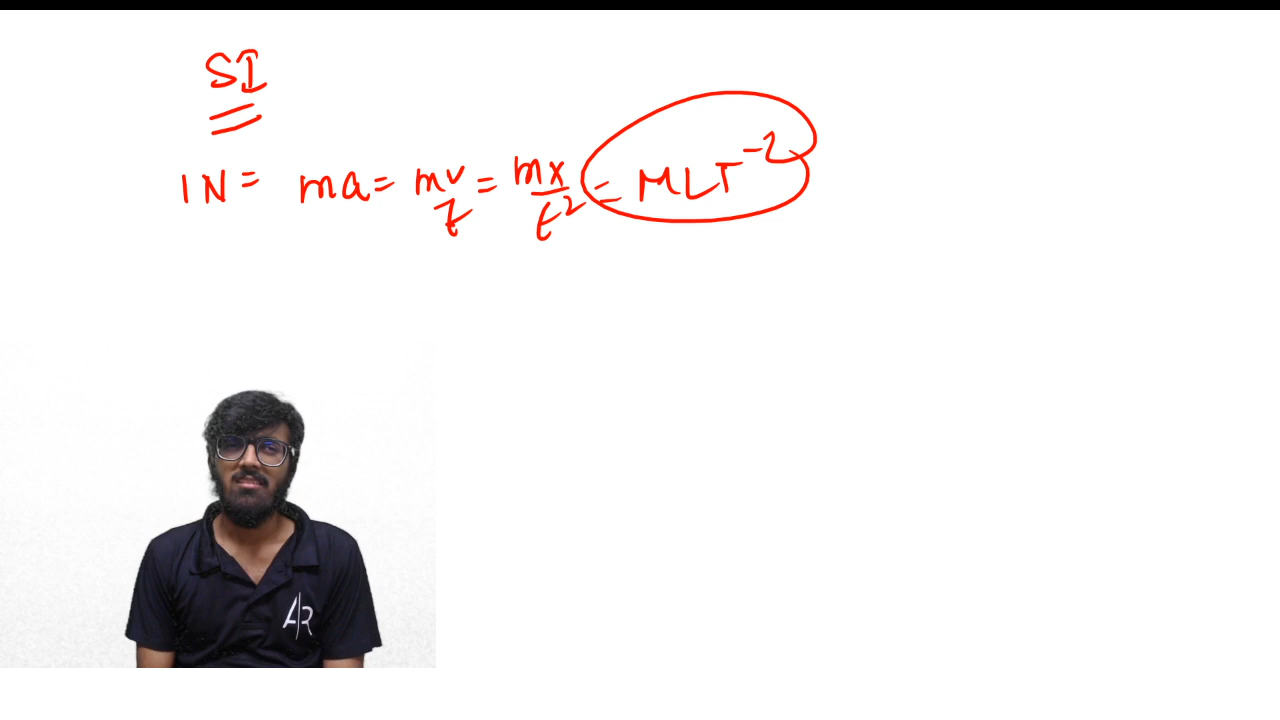 SI
1N = ma = mv/t = mx/t² = MLT⁻²
AR